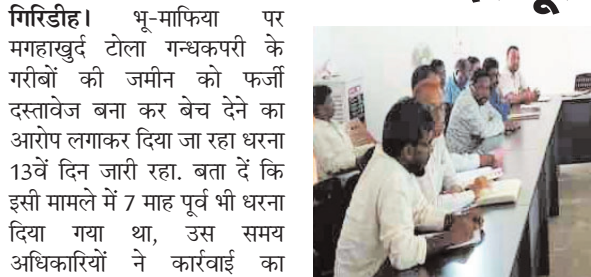 गिरिडीह। भू-माफिया पर
मगहाखुर्द टोला गन्धकपरी के
गरीबों की जमीन को फर्जी
दस्तावेज बना कर बेच देने का
आरोप लगाकर दिया जा रहा धरना
13वें दिन जारी रहा. बता दें कि
इसी मामले में 7 माह पूर्व भी धरना
दिया गया था, उस समय
अधिकारियों ने कार्रवाई का